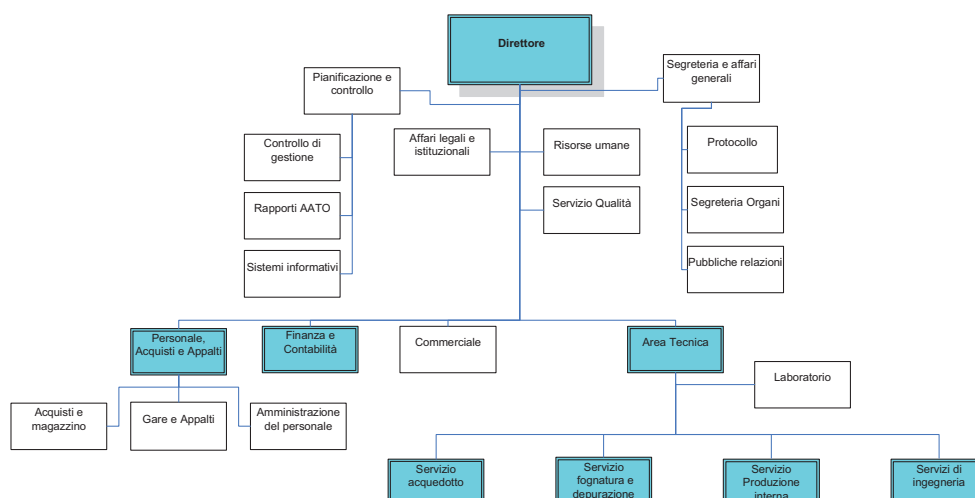 Direttore
Segreteria e affari
generali
Pianificazione e
controllo
Affari legali e
istituzionali
Risorse umane
Protocollo
Controllo di
gestione
Rapporti AATO
Servizio Qualità
Segreteria Organi
Sistemi informativi
Pubbliche relazioni
Personale,
Acquisti e Appalti
Finanza e
Contabilità
Commerciale
Area Tecnica
Laboratorio
Acquisti e
magazzino
Gare e Appalti
Amministrazione
del personale
Servizio
acquedotto
Servizio
fognatura e
depurazione
Servizio
Produzione
interna
Servizi di
ingegneria